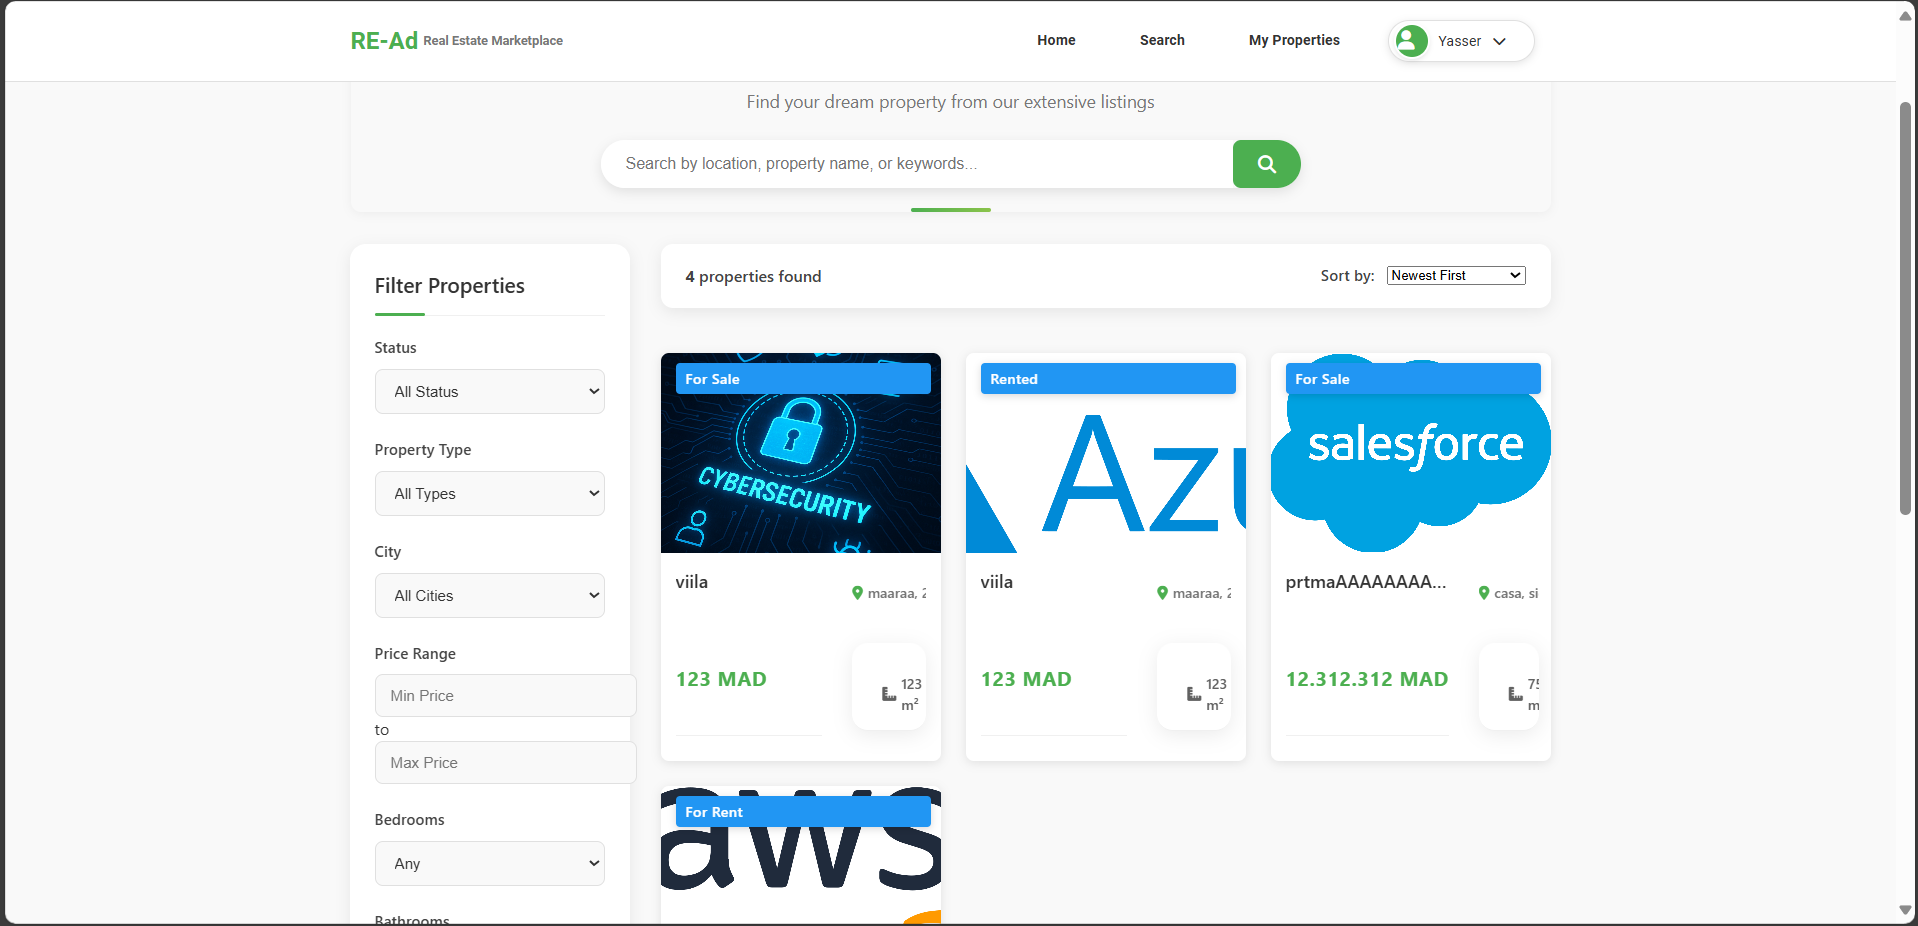 RE-Ad Real Estate Marketplace
Home
Search
My Properties
Yasser
Find your dream property from our extensive listings
Search by location, property name, or keywords...
Filter Properties
Status
All Status
Property Type
All Types
City
All Cities
Price Range
Min Price
to
Max Price
Bedrooms
Any
Bathrooms
4 properties found
Sort by: Newest First
For Sale
CYBERSECURITY
viila
maaraa, 2
123 MAD
123
m²
Rented
Azu
viila
maaraa, 2
123 MAD
123
m²
For Sale
salesforce
prtmaAAAAAAAA...
casa, si
12.312.312 MAD
75
m
For Rent
aws